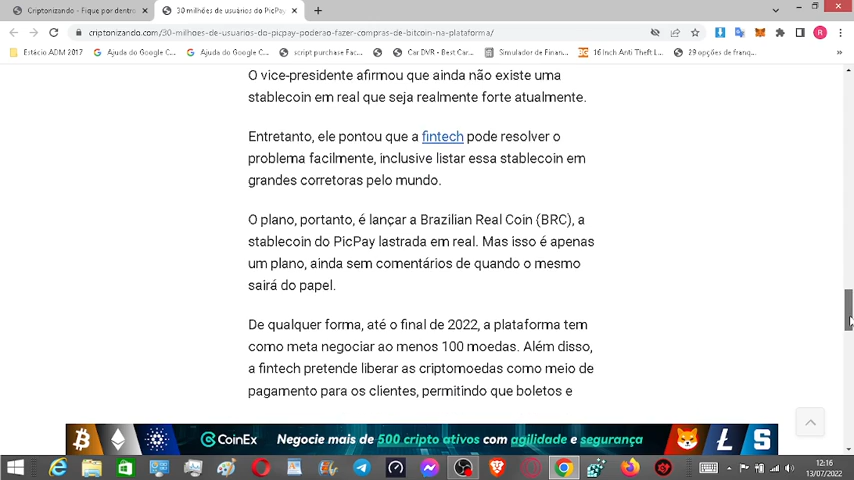 Criptonizando - Fique por dentro
30 milhões de usuários do PicPay
criptonizando.com/30-milhoes-de-usuarios-do-picpay-poderao-fazer-compras-de-bitcoin-na-plataforma/
R
Estácio ADM 2017
Ajuda do Google C...
Ajuda do Google C...
script purchase Fac...
Car DVR - Best Car...
Simulador de Finan...
16 Inch Anti Theft L...
29 opções de franq...
O vice-presidente afirmou que ainda não existe uma
stablecoin em real que seja realmente forte atualmente.
Entretanto, ele pontou que a fintech pode resolver o
problema facilmente, inclusive listar essa stablecoin em
grandes corretoras pelo mundo.
O plano, portanto, é lançar a Brazilian Real Coin (BRC), a
stablecoin do PicPay lastrada em real. Mas isso é apenas
um plano, ainda sem comentários de quando o mesmo
sairá do papel.
De qualquer forma, até o final de 2022, a plataforma tem
como meta negociar ao menos 100 moedas. Além disso,
a fintech pretende liberar as criptomoedas como meio de
pagamento para os clientes, permitindo que boletos e
CoinEx
Negocie mais de 500 cripto ativos com agilidade e segurança
12:16
13/07/2022